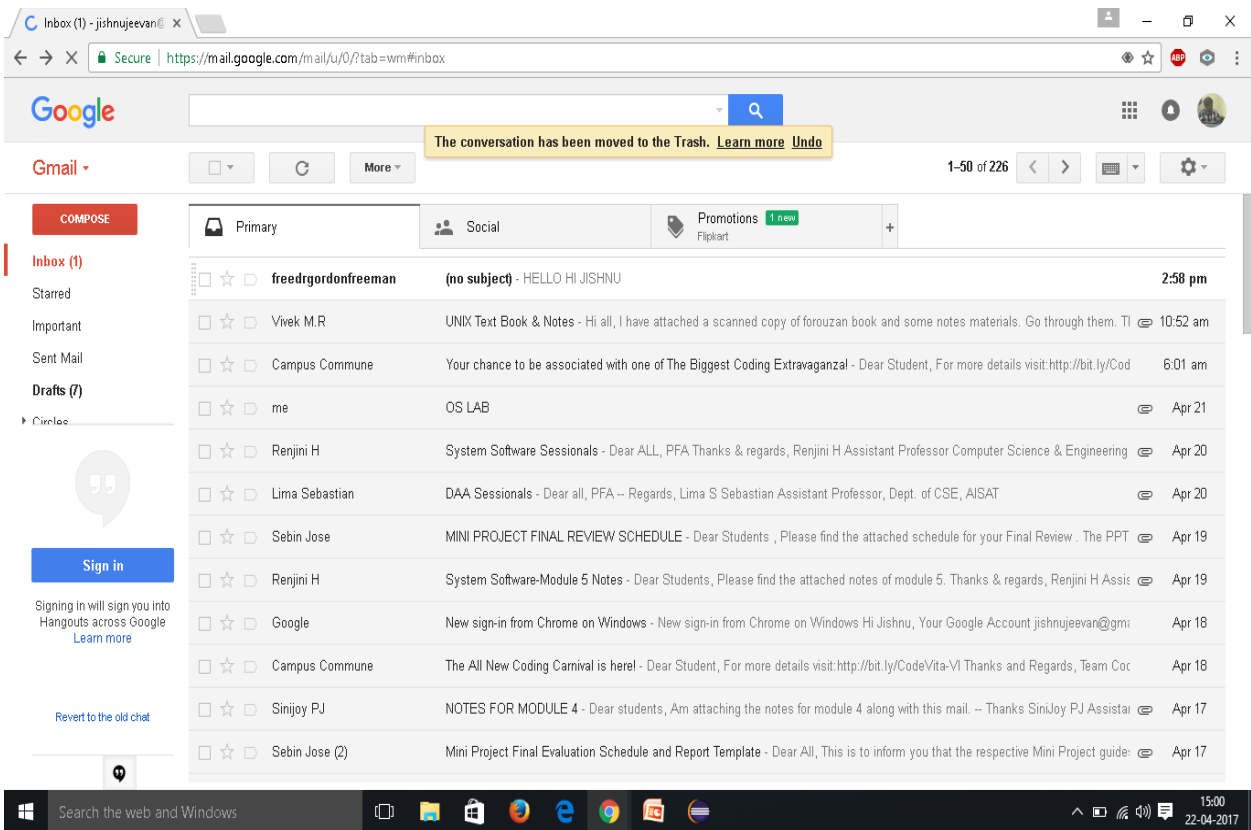 Inbox (1) - jishnujeevan@
Secure | https://mail.google.com/mail/u/0/?tab=wm#inbox
ABP
Google
The conversation has been moved to the Trash. Learn more Undo
Gmail
More
1–50 of 226
COMPOSE
Primary
Social
Promotions 1 new
Flipkart
+
Inbox (1)
Starred
Important
Sent Mail
Drafts (7)
Circles
freedrgordonfreeman (no subject) - HELLO HI JISHNU 2:58 pm
Vivek M.R UNIX Text Book & Notes - Hi all, I have attached a scanned copy of forouzan book and some notes materials. Go through them. Tl 10:52 am
Campus Commune Your chance to be associated with one of The Biggest Coding Extravaganza! - Dear Student, For more details visit:http://bit.ly/Cod 6:01 am
me OS LAB Apr 21
Renjini H System Software Sessionals - Dear ALL, PFA Thanks & regards, Renjini H Assistant Professor Computer Science & Engineering Apr 20
Lima Sebastian DAA Sessionals - Dear all, PFA -- Regards, Lima S Sebastian Assistant Professor, Dept. of CSE, AISAT Apr 20
Sebin Jose MINI PROJECT FINAL REVIEW SCHEDULE - Dear Students , Please find the attached schedule for your Final Review . The PPT Apr 19
Renjini H System Software-Module 5 Notes - Dear Students, Please find the attached notes of module 5. Thanks & regards, Renjini H Assis Apr 19
Google New sign-in from Chrome on Windows - New sign-in from Chrome on Windows Hi Jishnu, Your Google Account jishnujeevan@gma Apr 18
Campus Commune The All New Coding Carnival is here! - Dear Student, For more details visit:http://bit.ly/CodeVita-VI Thanks and Regards, Team Coc Apr 18
Sinijoy PJ NOTES FOR MODULE 4 - Dear students, Am attaching the notes for module 4 along with this mail. -- Thanks SiniJoy PJ Assistai Apr 17
Sebin Jose (2) Mini Project Final Evaluation Schedule and Report Template - Dear All, This is to inform you that the respective Mini Project guide: Apr 17
Sign in
Signing in will sign you into
Hangouts across Google
Learn more
Revert to the old chat
Search the web and Windows
15:00
22-04-2017